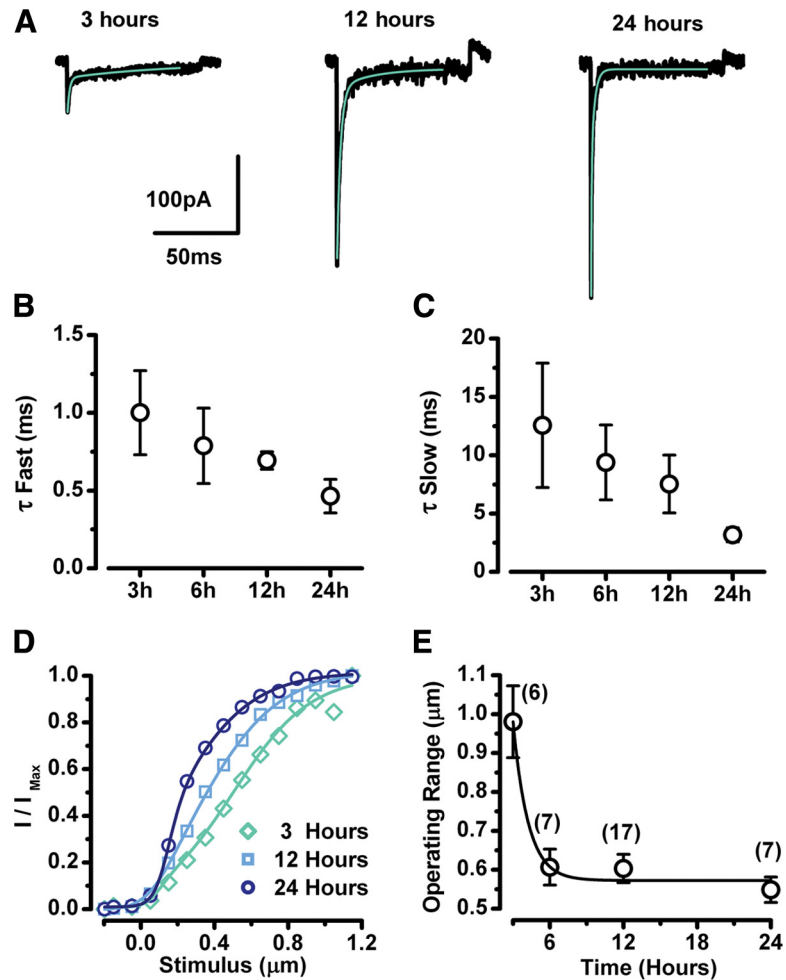 A
3 hours
12 hours
24 hours
100pA
50ms
B
τ Fast (ms)
1.5
1.0
0.5
0.0
3h 6h 12h 24h
C
τ Slow (ms)
20
15
10
5
0
3h 6h 12h 24h
D
I / I Max
1.0
0.8
0.6
0.4
0.2
0.0
3 Hours
12 Hours
24 Hours
0.0 0.4 0.8 1.2
Stimulus (μm)
E
Operating Range (μm)
1.1
1.0
0.9
0.8
0.7
0.6
0.5
(6)
(7)
(17)
(7)
6 12 18 24
Time (Hours)